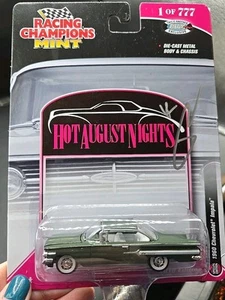 RACING
CHAMPIONS
MINT
1 OF 777
DIE-CAST METAL
BODY & CHASSIS
HOT AUGUST NIGHTS
1960 Chevrolet Impala